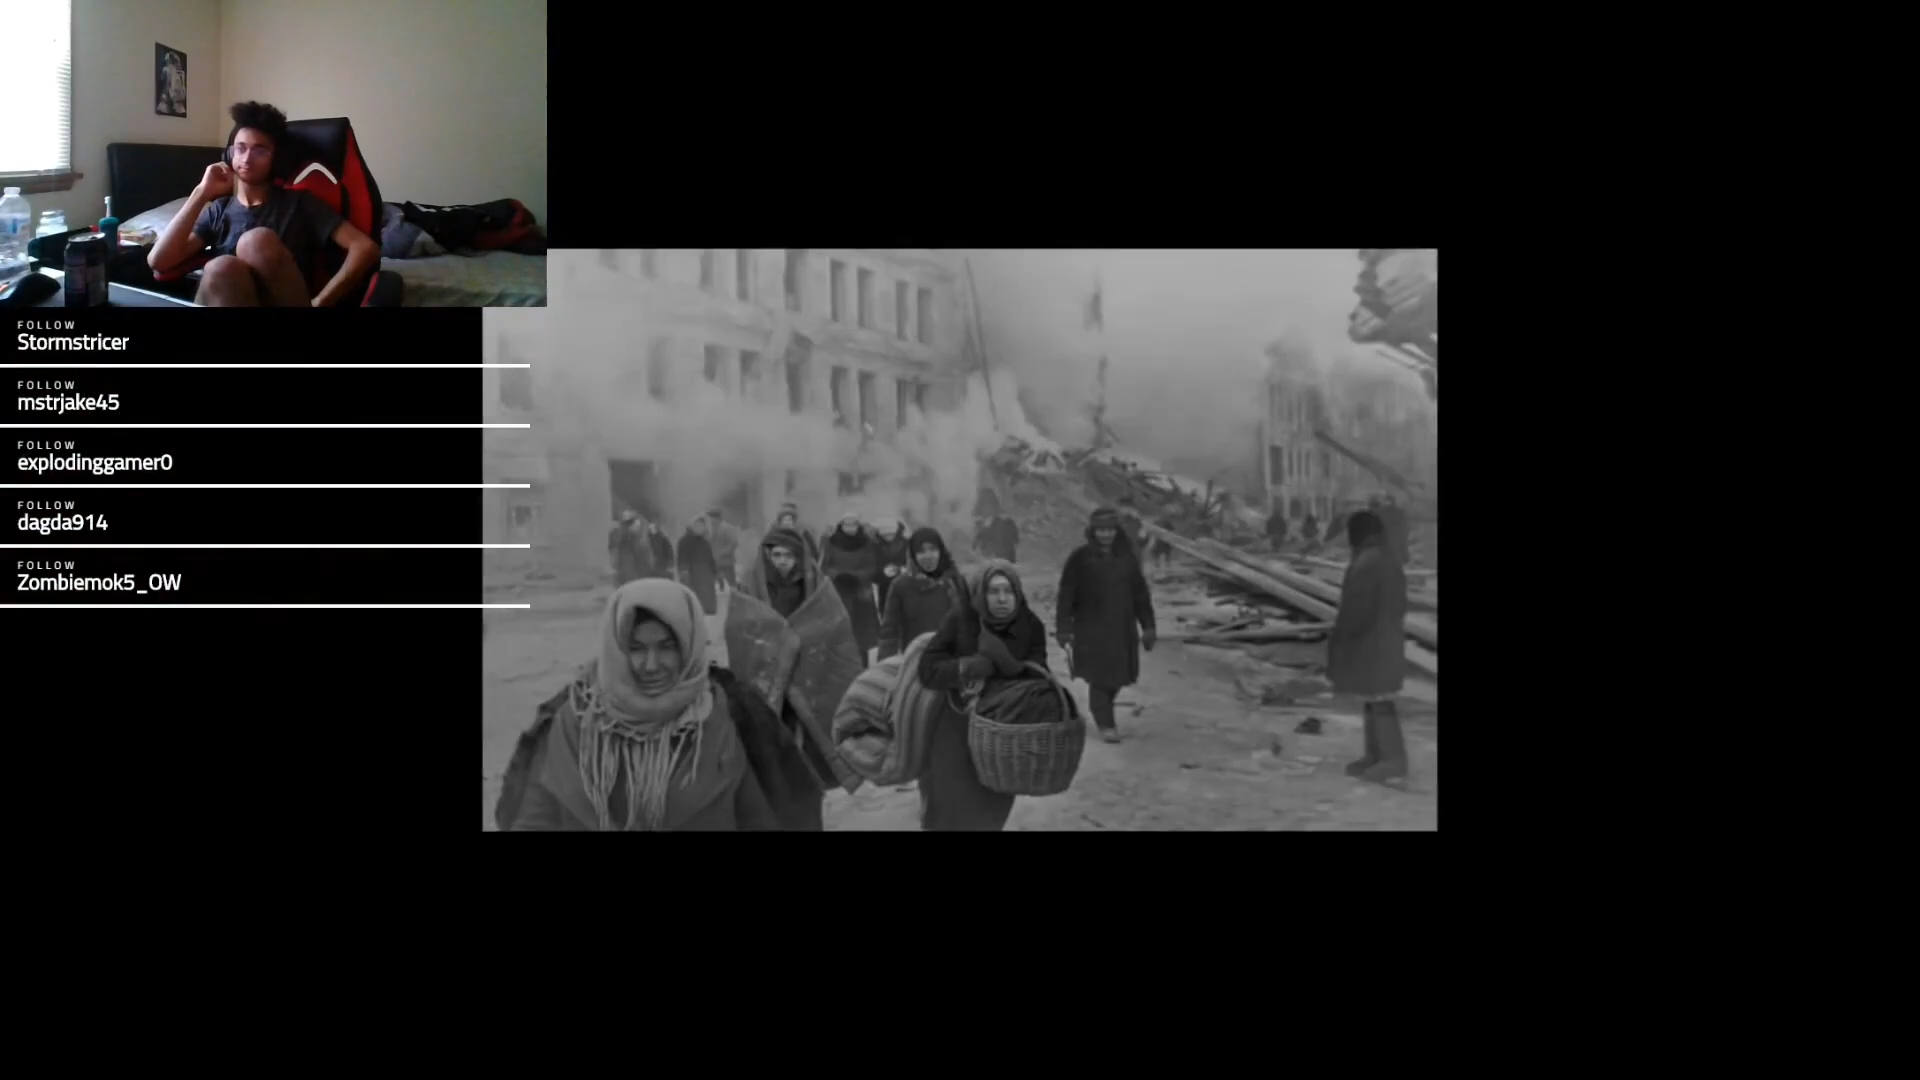 FOLLOW
Stormstricer
FOLLOW
mstrjake45
FOLLOW
explodinggamer0
FOLLOW
dagda914
FOLLOW
Zombiemok5_OW